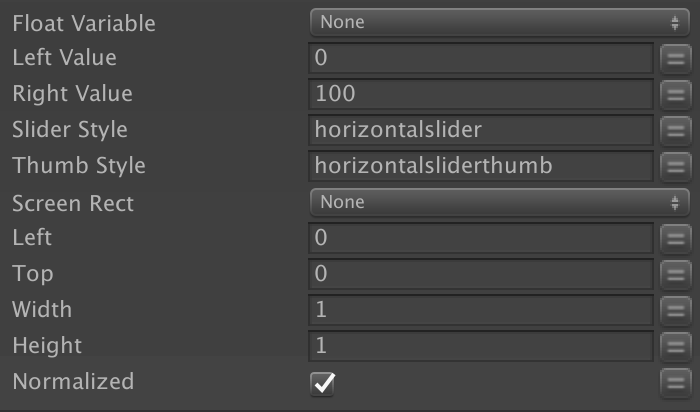 Float Variable None
Left Value 0
Right Value 100
Slider Style horizontalslider
Thumb Style horizontalsliderthumb
Screen Rect None
Left 0
Top 0
Width 1
Height 1
Normalized